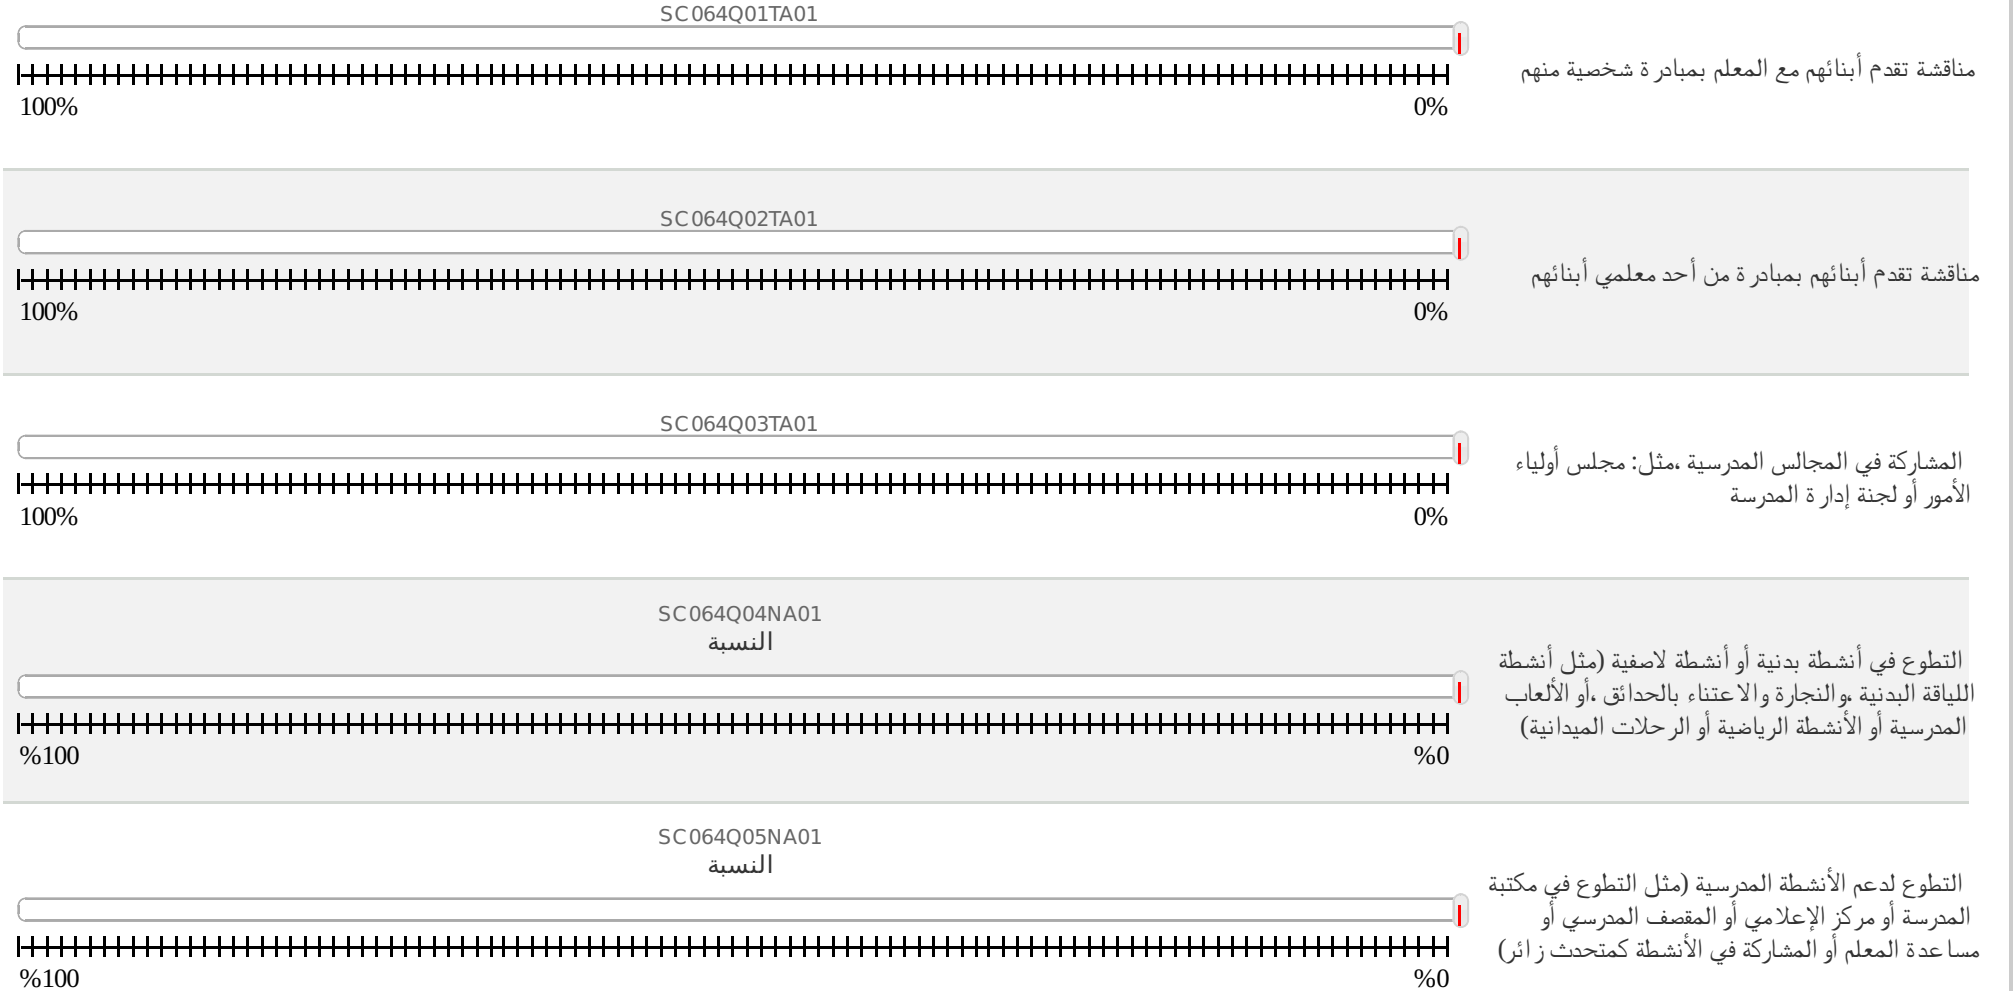 SC064Q01TA01
مناقشة تقدم أبنائهم مع المعلم بمبادرة شخصية منهم
0% 100%
SC064Q02TA01
مناقشة تقدم أبنائهم بمبادرة من أحد معلمي أبنائهم
0% 100%
SC064Q03TA01
المشاركة في المجالس المدرسية ،مثل: مجلس أولياء
الأمور أو لجنة إدارة المدرسة
0% 100%
SC064Q04NA01
النسبة
التطوع في أنشطة بدنية أو أنشطة لاصفية (مثل أنشطة
اللياقة البدنية ،والنجارة والاعتناء بالحدائق ،أو الألعاب
المدرسية أو الأنشطة الرياضية أو الرحلات الميدانية)
%0 %100
SC064Q05NA01
النسبة
التطوع لدعم الأنشطة المدرسية (مثل التطوع في مكتبة
المدرسة أو مركز الإعلامي أو المقصف المدرسي أو
مساعدة المعلم أو المشاركة في الأنشطة كمتحدث زائر)
%0 %100